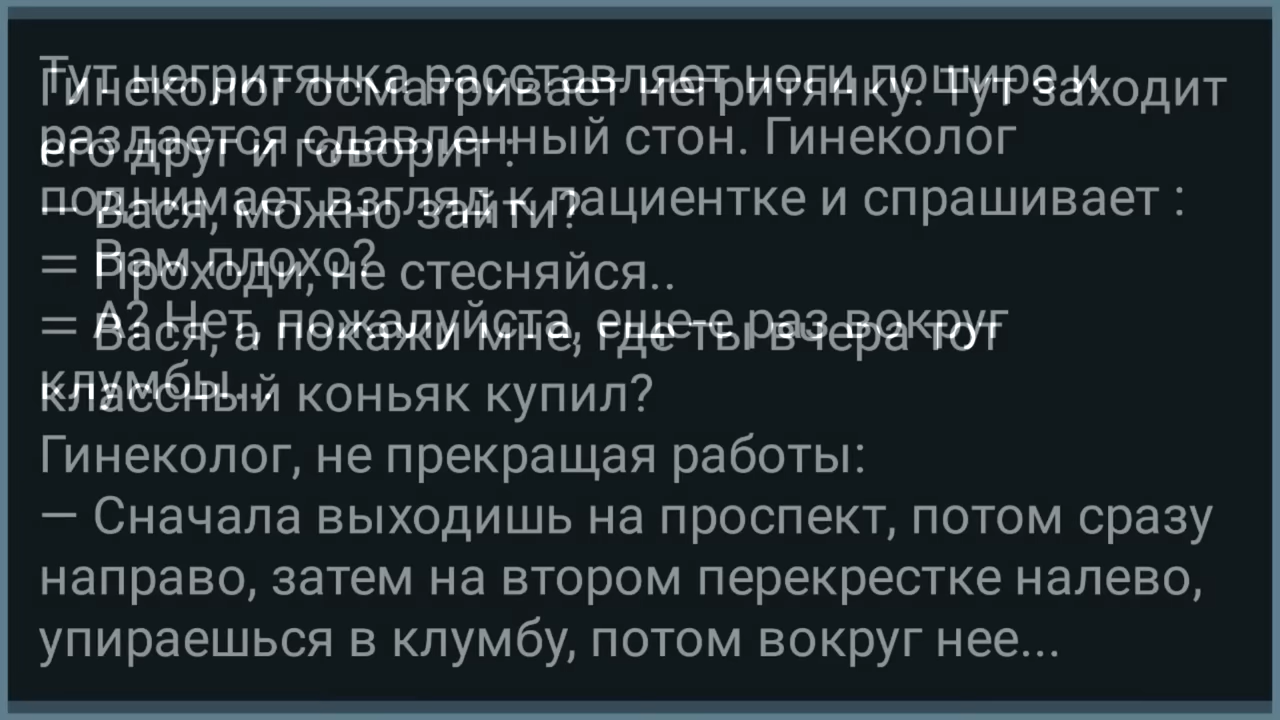 Гинеколог осматривает негритянку. Тут заходит
его друг и говорит :
— Вася, можно зайти?
— Проходи, не стесняйся..
— Вася, а покажи мне, где ты вчера тот
классный коньяк купил?
Гинеколог, не прекращая работы:
— Сначала выходишь на проспект, потом сразу
направо, затем на втором перекрестке налево,
упираешься в клумбу, потом вокруг нее...
Тут негритянка расставляет ноги пошире и
раздается сдавленный стон. Гинеколог
поднимает взгляд к пациентке и спрашивает :
— Вам плохо?
— А? Нет, пожалуйста, еще-е раз вокруг
клумбы...